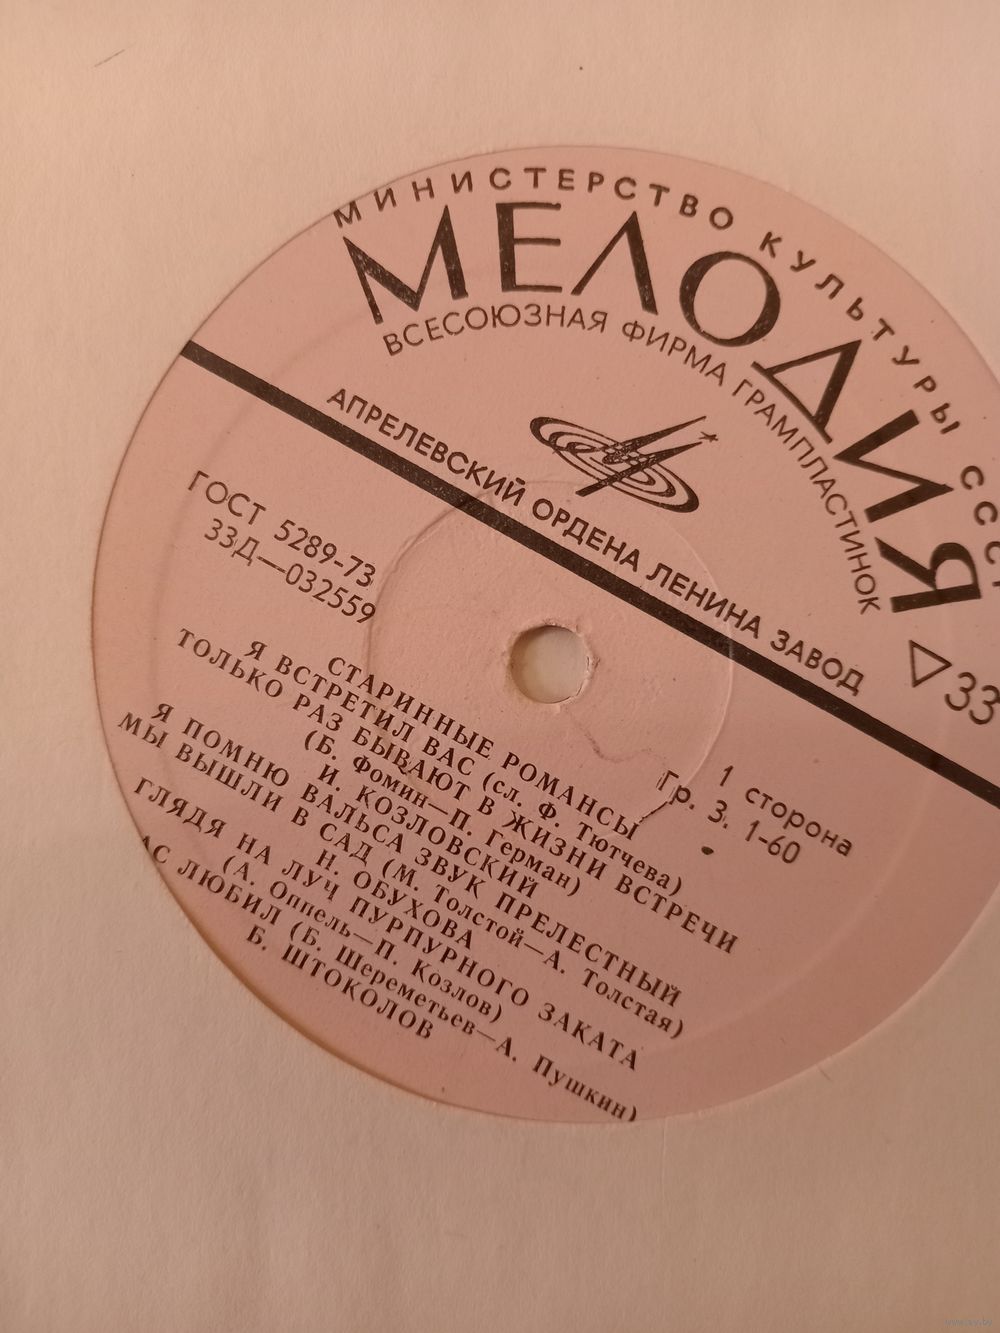 МИНИСТЕРСТВО КУЛЬТУРЫ СССР
МЕЛОДИЯ
ВСЕСОЮЗНАЯ ФИРМА ГРАМПЛАСТИНОК
АПРЕЛЕВСКИЙ ОРДЕНА ЛЕНИНА ЗАВОД
ГОСТ 5289-73
33Д—032559
33
1 сторона
Гр. 3. 1-60
СТАРИННЫЕ РОМАНСЫ
Я ВСТРЕТИЛ ВАС (сл. Ф. Тютчева)
ТОЛЬКО РАЗ БЫВАЮТ В ЖИЗНИ ВСТРЕЧИ
(Б. Фомин—П. Герман)
И. КОЗЛОВСКИЙ
Я ПОМНЮ ВАЛЬСА ЗВУК ПРЕЛЕСТНЫЙ
МЫ ВЫШЛИ В САД (М. Толстой—А. Толстая)
Н. ОБУХОВА
ГЛЯДЯ НА ЛУЧ ПУРПУРНОГО ЗАКАТА
(А. Оппель—П. Козлов)
АС ЛЮБИЛ (Б. Шереметьев—А. Пушкин)
Б. ШТОКОЛОВ